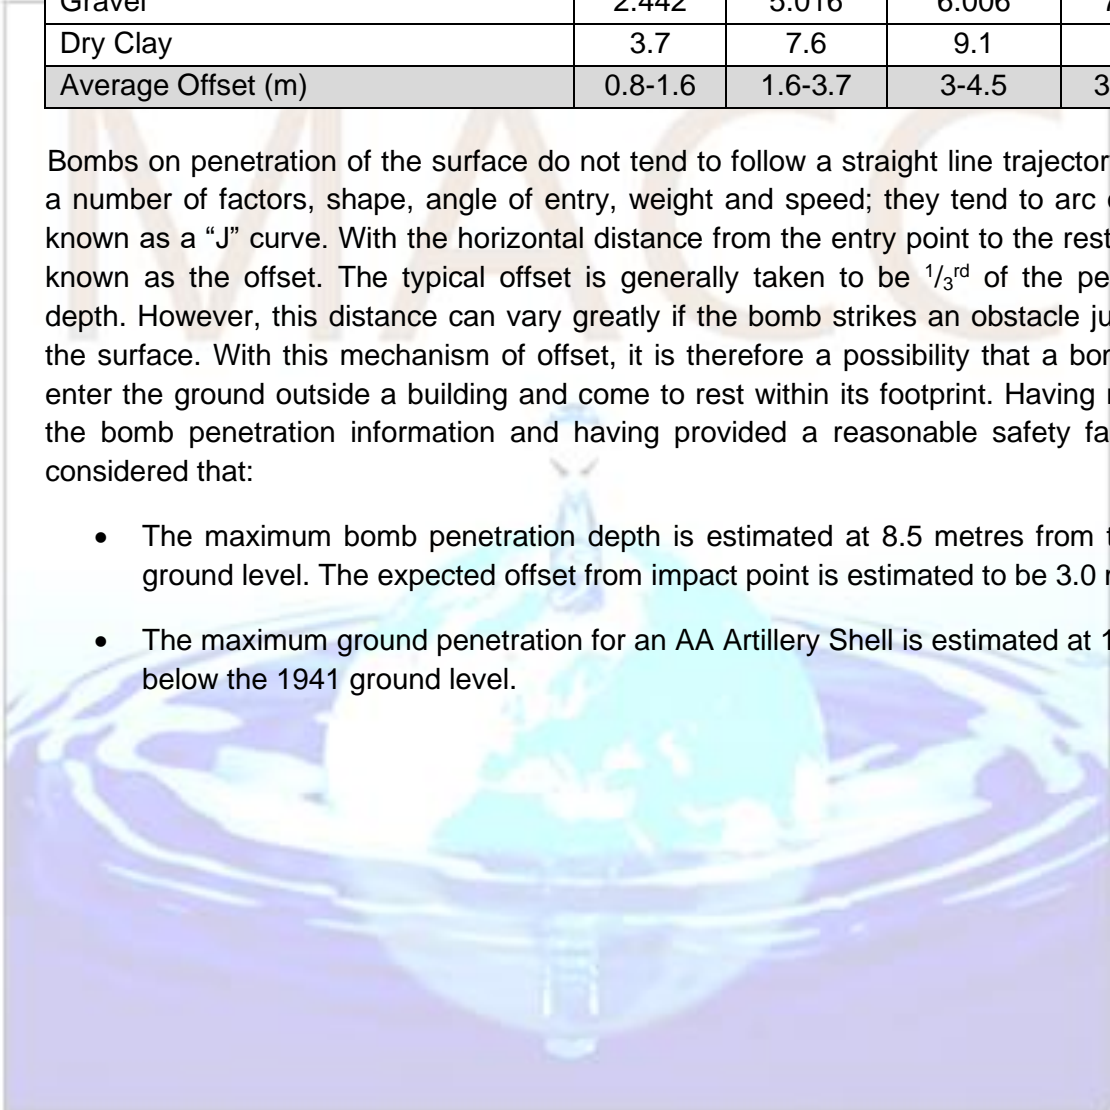 Gravel 2.442 5.016 6.006
Dry Clay 3.7 7.6 9.1
Average Offset (m) 0.8-1.6 1.6-3.7 3-4.5 3
Bombs on penetration of the surface do not tend to follow a straight line
a number of factors, shape, angle of entry, weight and speed; they tend to arc
known as a “J” curve. With the horizontal distance from the entry point to the rest
known as the offset. The typical offset is generally taken to be 1/3rd of the
depth. However, this distance can vary greatly if the bomb strikes an obstacle
the surface. With this mechanism of offset, it is therefore a possibility that a
enter the ground outside a building and come to rest within its footprint. Having
the bomb penetration information and having provided a reasonable safety
considered that:
• The maximum bomb penetration depth is estimated at 8.5 metres from
ground level. The expected offset from impact point is estimated to be 3.0
• The maximum ground penetration for an AA Artillery Shell is estimated at 1
below the 1941 ground level.
MACC